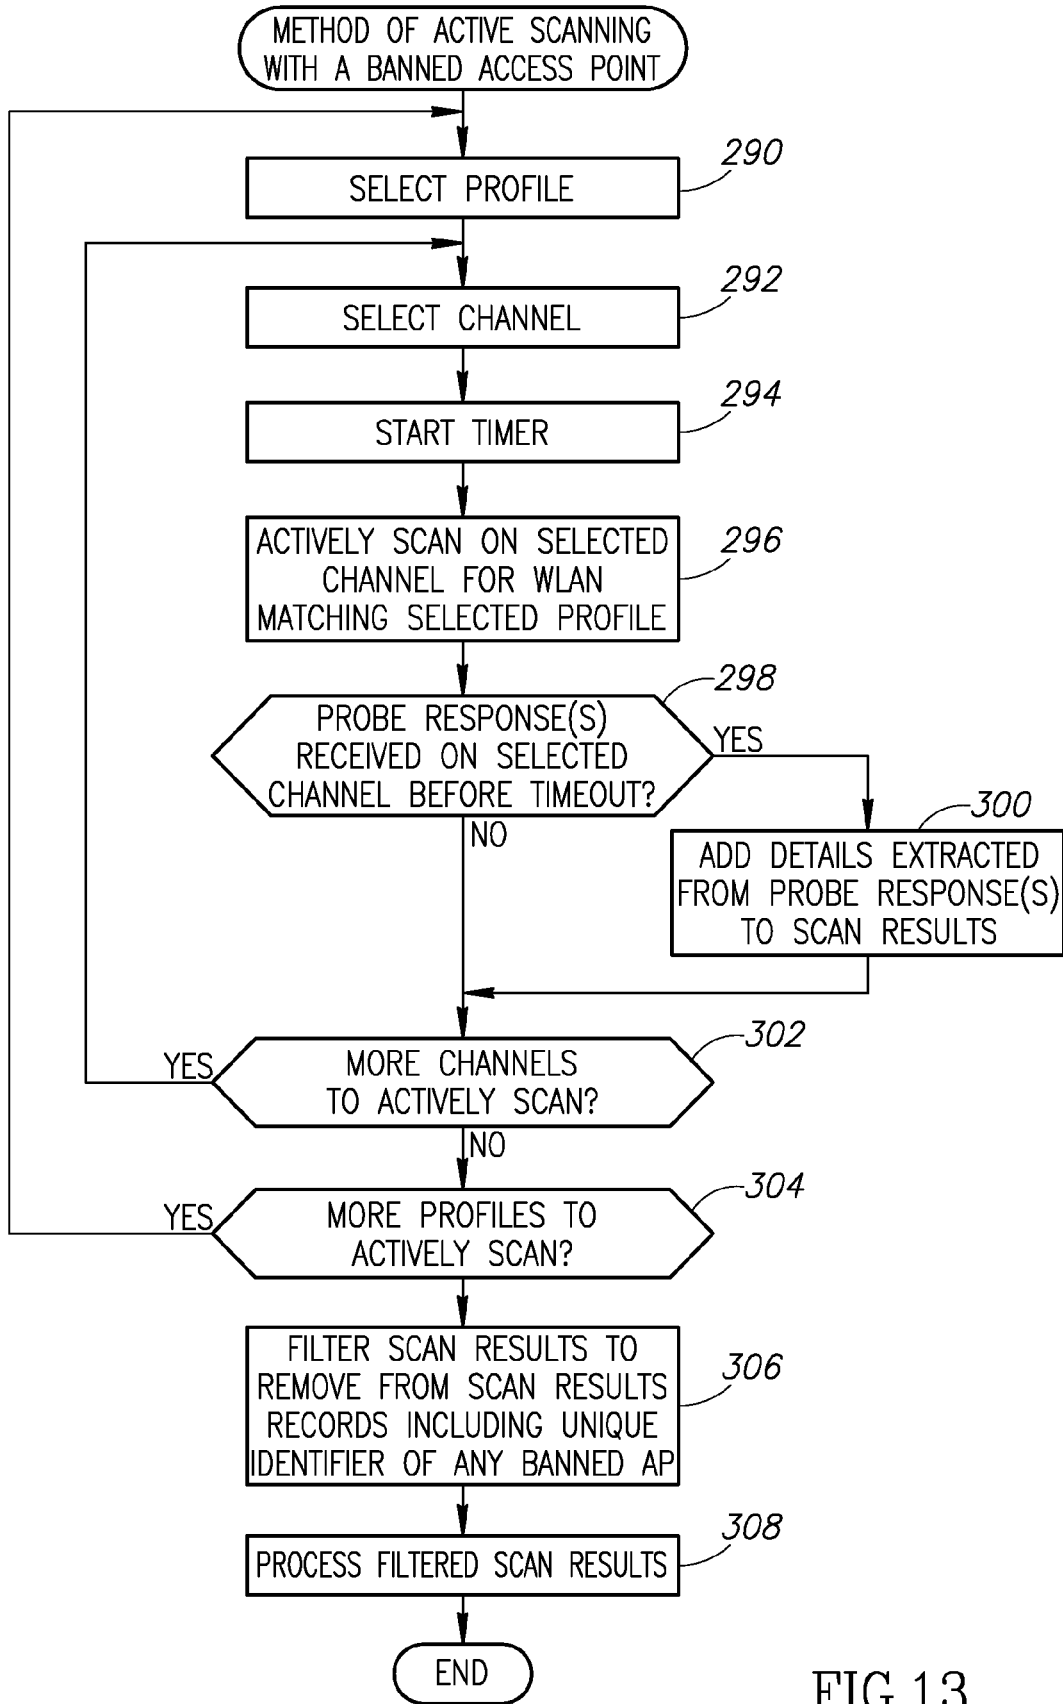 METHOD OF ACTIVE SCANNING
WITH A BANNED ACCESS POINT
290
SELECT PROFILE
292
SELECT CHANNEL
294
START TIMER
296
ACTIVELY SCAN ON SELECTED
CHANNEL FOR WLAN
MATCHING SELECTED PROFILE
298
PROBE RESPONSE(S)
RECEIVED ON SELECTED
CHANNEL BEFORE TIMEOUT?
YES
NO
300
ADD DETAILS EXTRACTED
FROM PROBE RESPONSE(S)
TO SCAN RESULTS
302
YES
MORE CHANNELS
TO ACTIVELY SCAN?
NO
304
YES
MORE PROFILES TO
ACTIVELY SCAN?
306
FILTER SCAN RESULTS TO
REMOVE FROM SCAN RESULTS
RECORDS INCLUDING UNIQUE
IDENTIFIER OF ANY BANNED AP
308
PROCESS FILTERED SCAN RESULTS
END
FIG.13